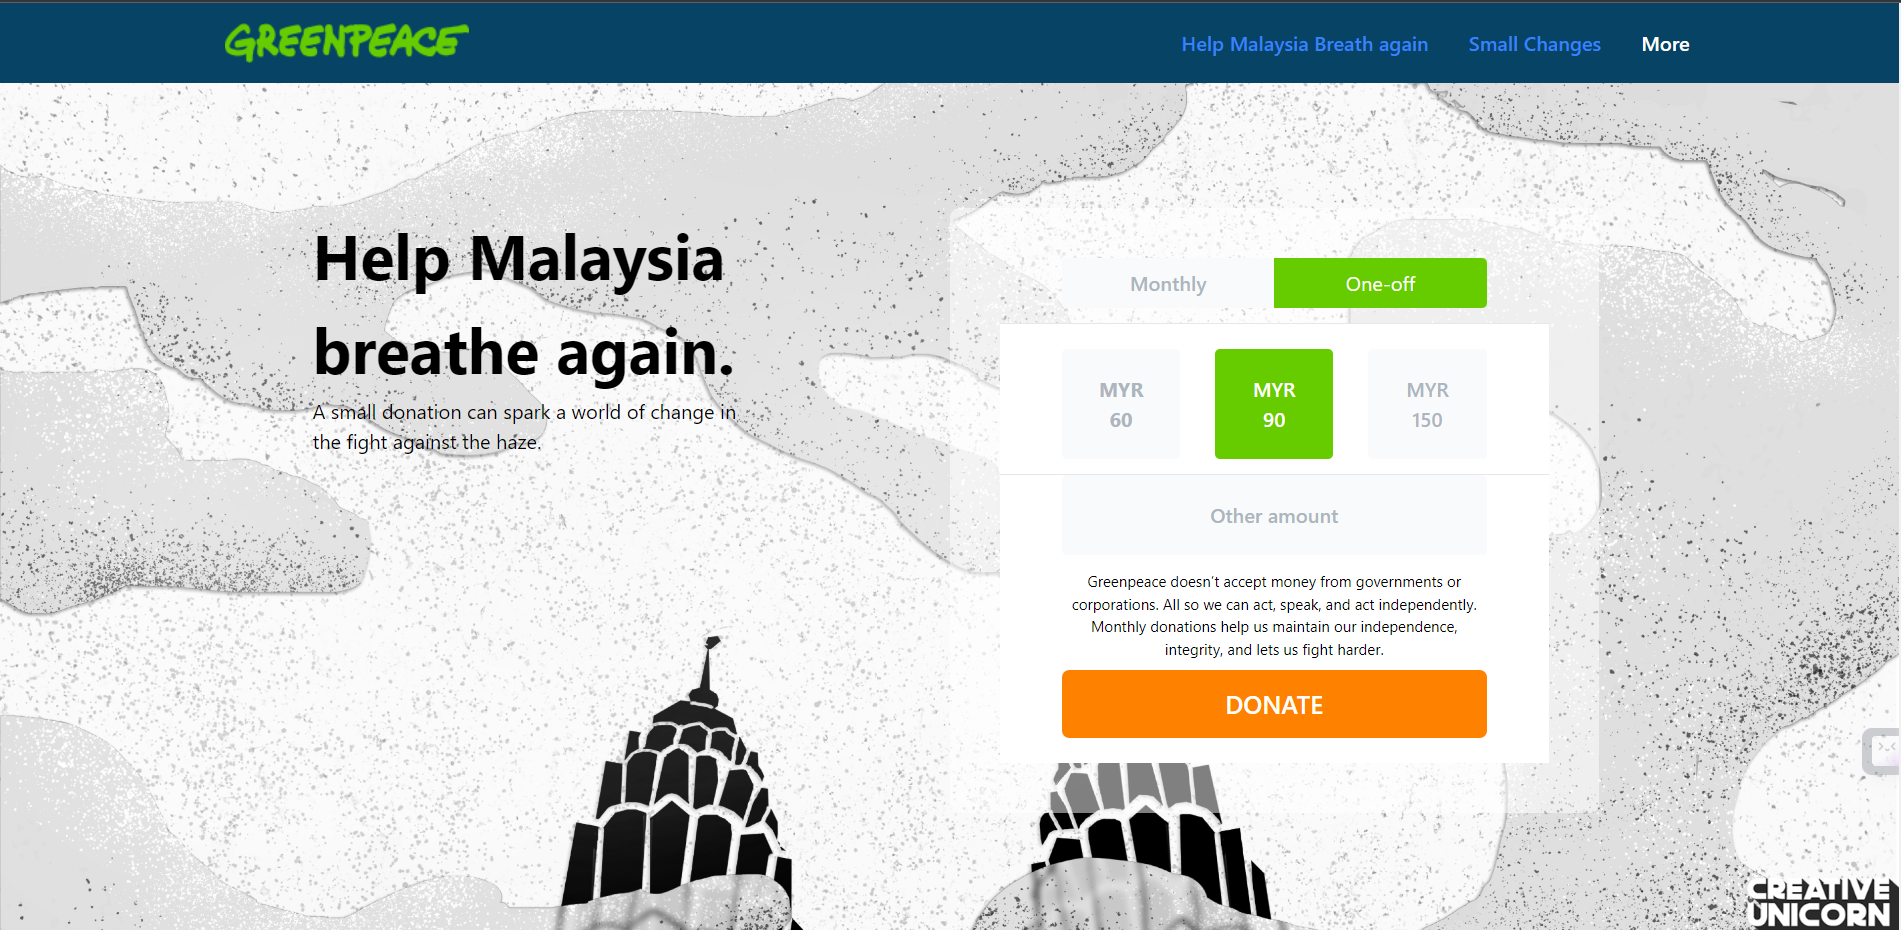 GREENPEACE
Help Malaysia Breath again
Small Changes
More
Help Malaysia
breathe again.
A small donation can spark a world of change in
the fight against the haze.
Monthly
One-off
MYR
60
MYR
90
MYR
150
Other amount
Greenpeace doesn't accept money from governments or
corporations. All so we can act, speak, and act independently.
Monthly donations help us maintain our independence,
integrity, and lets us fight harder.
DONATE
CREATIVE
UNICORN